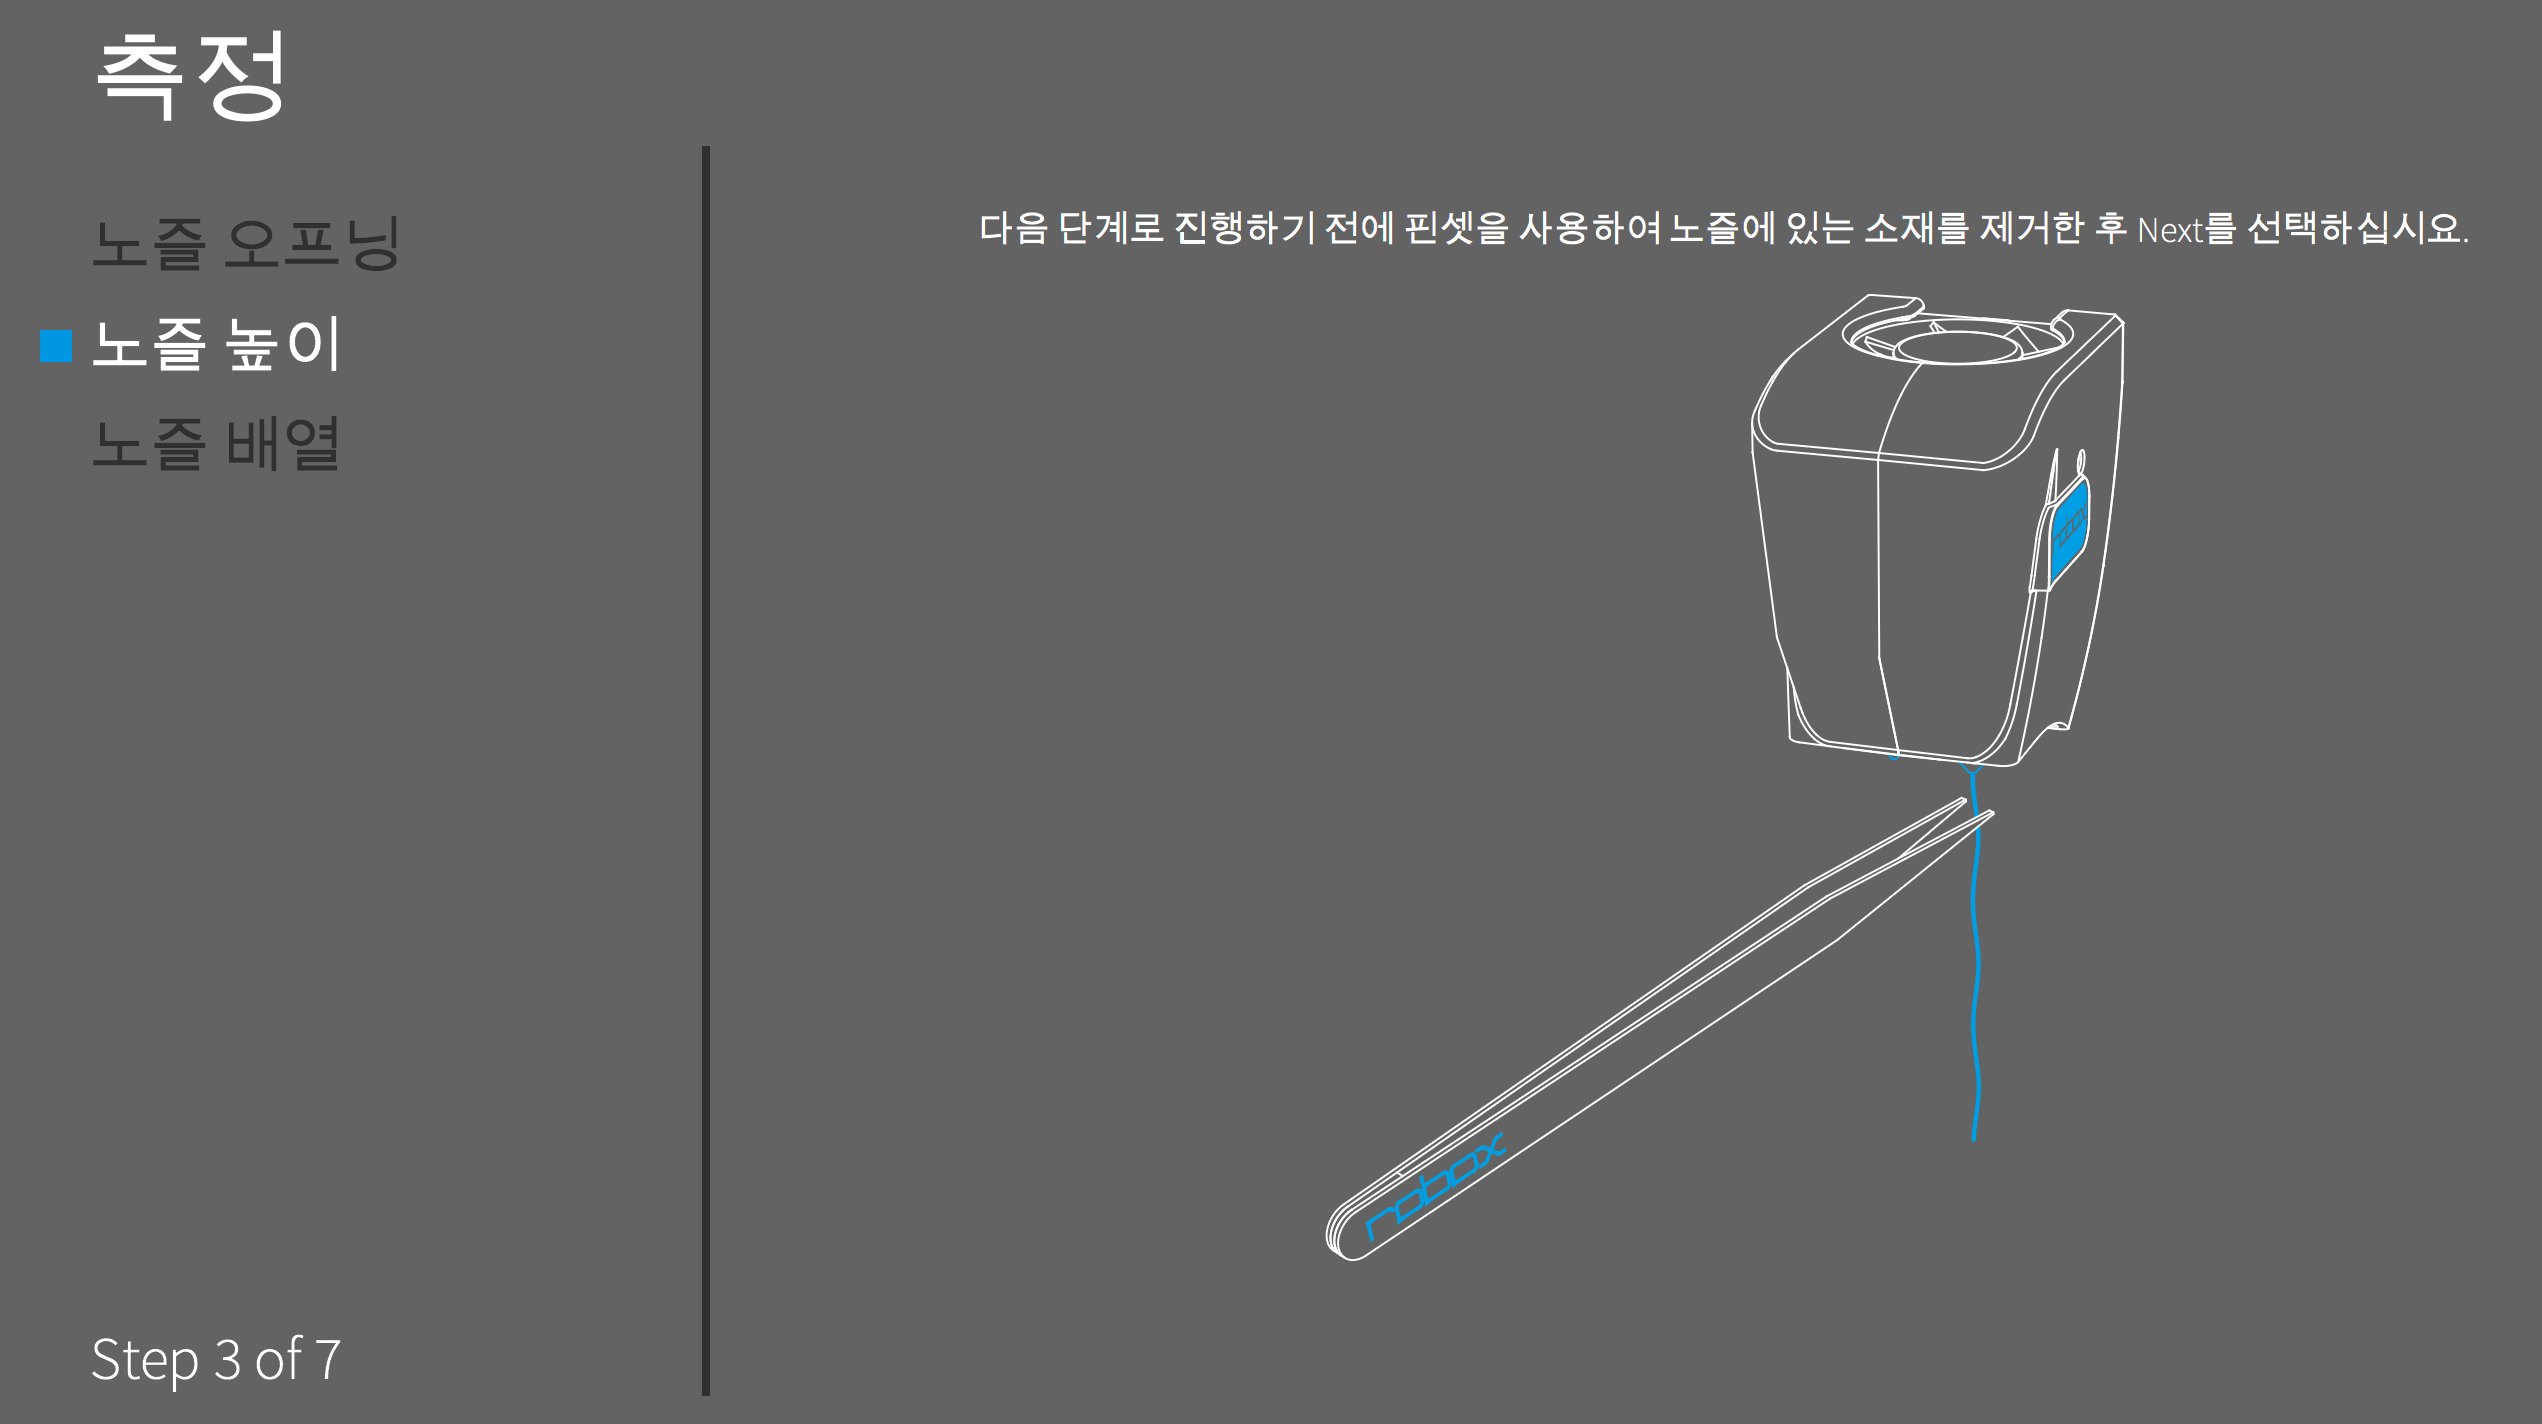 측정
노즐 오프닝
노즐 높이
노즐 배열
다음 단계로 진행하기 전에 핀셋을 사용하여 노즐에 있는 소재를 제거한 후 Next를 선택하십시요.
robox
Step 3 of 7